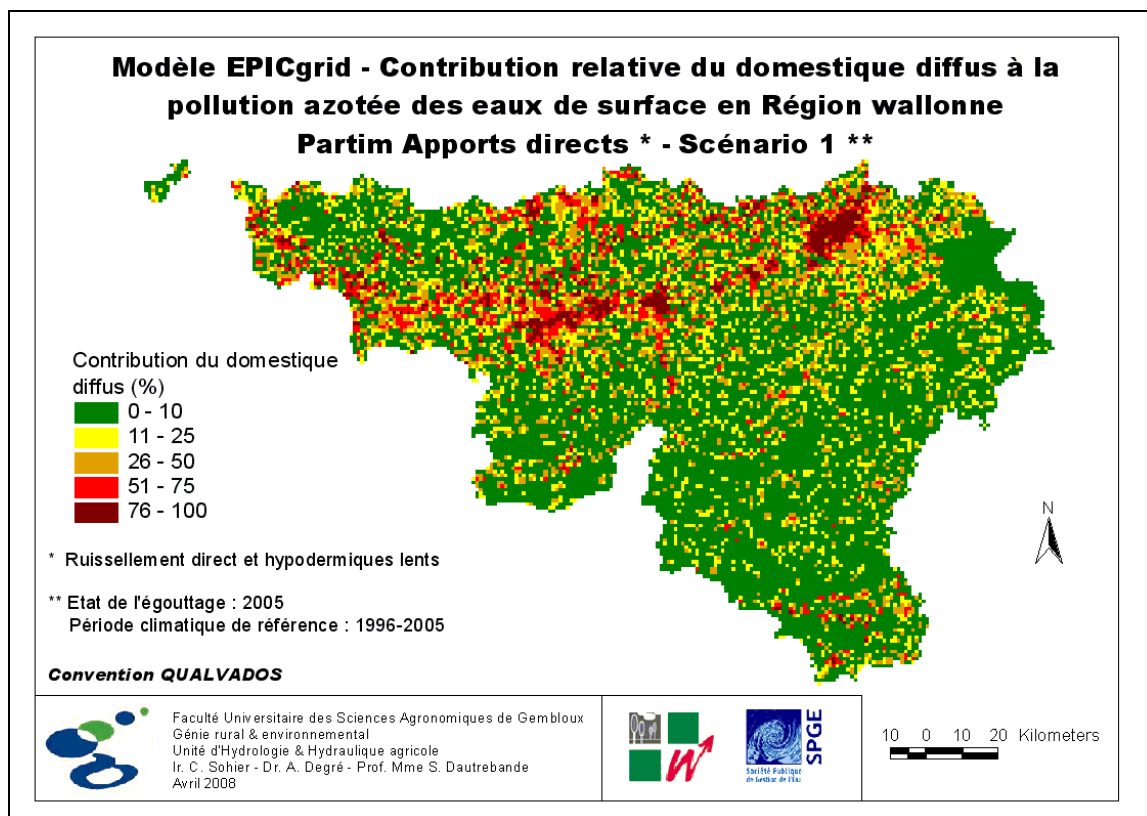 Modèle EPICgrid - Contribution relative du domestique diffus à la
pollution azotée des eaux de surface en Région wallonne
Partim Apports directs * - Scénario 1 **
Contribution du domestique
diffus (%)
0 - 10
11 - 25
26 - 50
51 - 75
76 - 100
N
* Ruissellement direct et hypodermiques lents
** Etat de l'égouttage : 2005
Période climatique de référence : 1996-2005
Convention QUALVADOS
Faculté Universitaire des Sciences Agronomiques de Gembloux
Génie rural & environnemental
Unité d'Hydrologie & Hydraulique agricole
Ir. C. Sohier - Dr. A. Degré - Prof. Mme S. Dautrebande
Avril 2008
W
SPGE
Société Publique
de Gestion de l'Eau
10 0 10 20 Kilometers